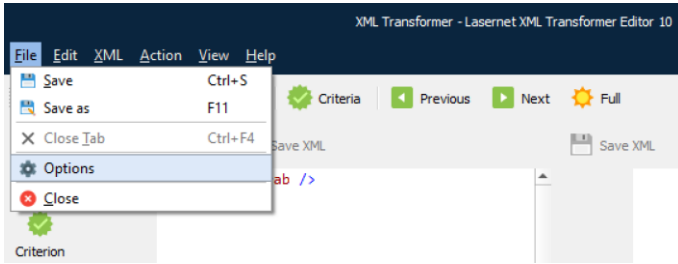 XML Transformer - Lasernet XML Transformer Editor 10
File Edit XML Action View Help
Save Ctrl+S
Save as F11
Close Tab Ctrl+F4
Options
Close
Criteria Previous Next Full
Save XML Save XML
ab />
Criterion